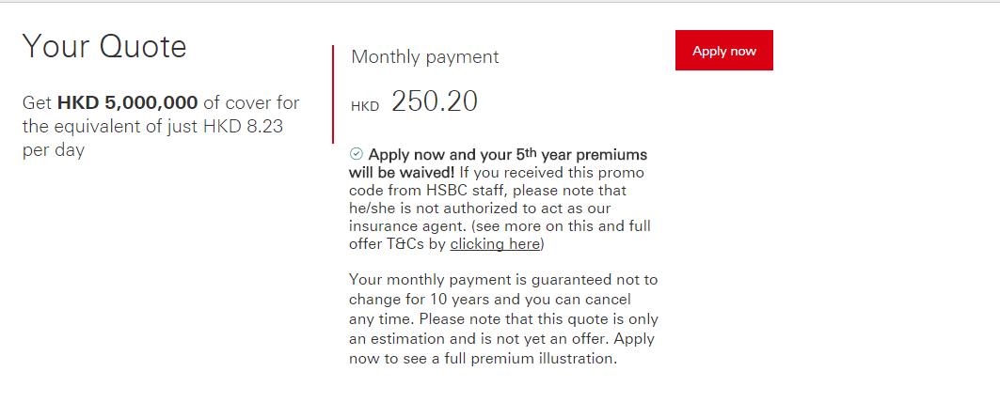 Your Quote
Get HKD 5,000,000 of cover for
the equivalent of just HKD 8.23
per day
Monthly payment
HKD 250.20
Apply now and your 5th year premiums
will be waived! If you received this promo
code from HSBC staff, please note that
he/she is not authorized to act as our
insurance agent. (see more on this and full
offer T&Cs by clicking here)
Your monthly payment is guaranteed not to
change for 10 years and you can cancel
any time. Please note that this quote is only
an estimation and is not yet an offer. Apply
now to see a full premium illustration.
Apply now